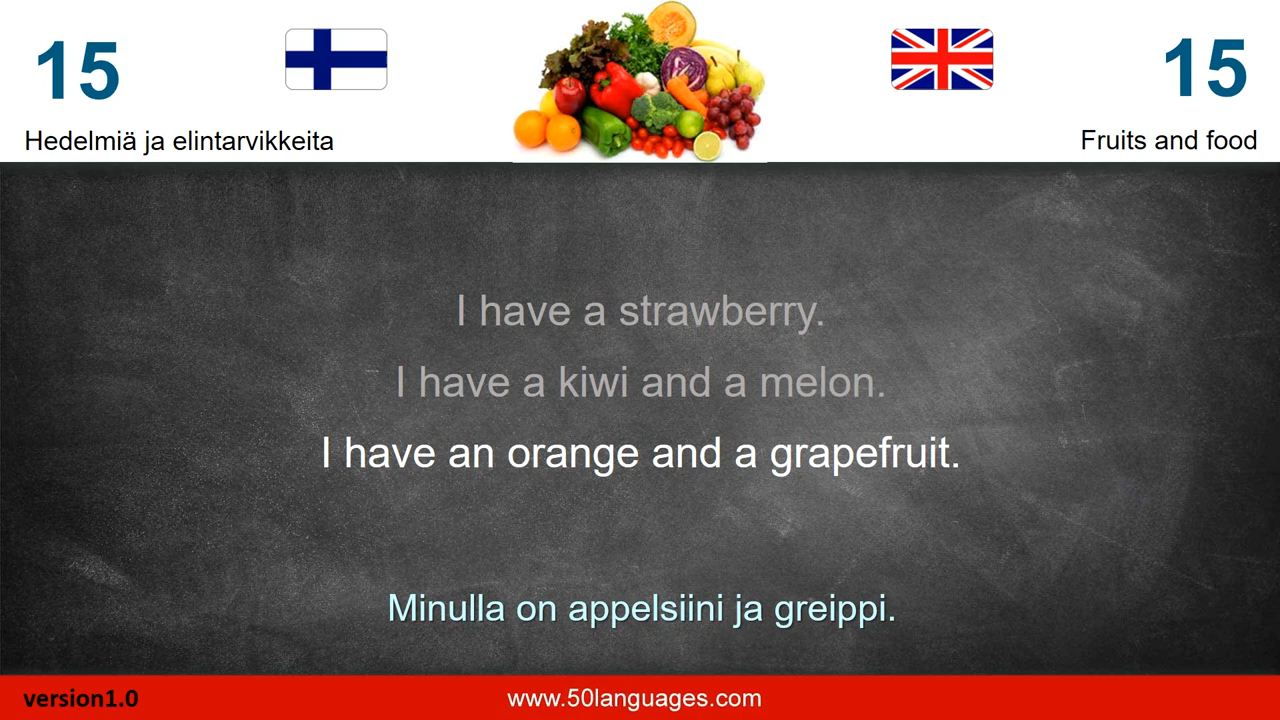 15
15
Hedelmiä ja elintarvikkeita
Fruits and food
I have a strawberry.
I have a kiwi and a melon.
I have an orange and a grapefruit.
Minulla on appelsiini ja greippi.
version1.0
www.50languages.com